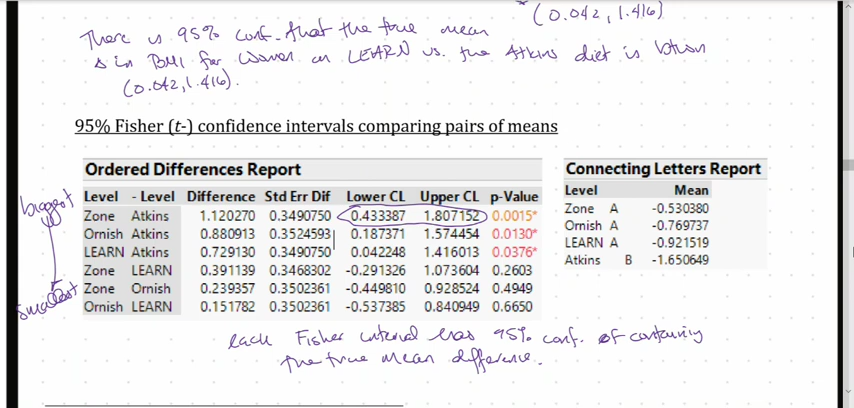 (0.042, 1.416)
There is 95% conf. that the true mean
Δ in BMI for women on LEARN vs. the Atkins diet is btwn
(0.042, 1.416).
95% Fisher (t-) confidence intervals comparing pairs of means
Ordered Differences Report
Level - Level Difference Std Err Dif Lower CL Upper CL p-Value
Zone Atkins 1.120270 0.3490750 0.433387 1.807152 0.0015*
Ornish Atkins 0.880913 0.3524593 0.187371 1.574454 0.0130*
LEARN Atkins 0.729130 0.3490750 0.042248 1.416013 0.0376*
Zone LEARN 0.391139 0.3468302 -0.291326 1.073604 0.2603
Zone Ornish 0.239357 0.3502361 -0.449810 0.928524 0.4949
Ornish LEARN 0.151782 0.3502361 -0.537385 0.840949 0.6650
biggest
smallest
Connecting Letters Report
Level Mean
Zone A -0.530380
Ornish A -0.769737
LEARN A -0.921519
Atkins B -1.650649
each Fisher interval has 95% conf. of containing
the true mean difference.